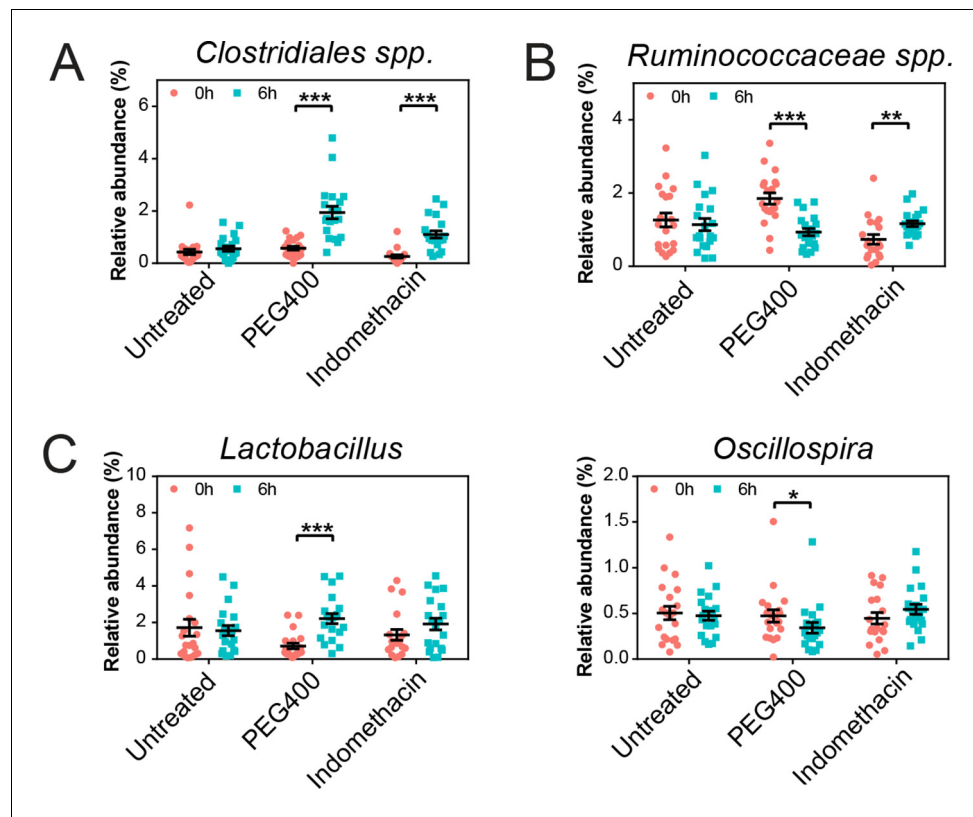 A
Clostridiales spp.
Relative abundance (%)
0h 6h
6
4
2
0
*** ***
Untreated
PEG400
Indomethacin
B
Ruminococcaceae spp.
Relative abundance (%)
0h 6h
4
2
0
*** **
Untreated
PEG400
Indomethacin
C
Lactobacillus
Relative abundance (%)
0h 6h
10
8
6
4
2
0
***
Untreated
PEG400
Indomethacin
Oscillospira
Relative abundance (%)
0h 6h
2.0
1.5
1.0
0.5
0.0
*
Untreated
PEG400
Indomethacin